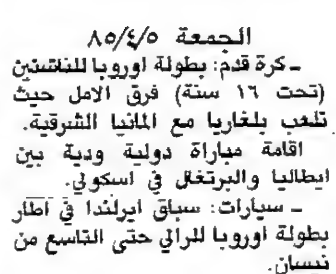 الجمعة ٨٥/٤/٥
ـ كرة قدم: بطولة اوروبا للناشئين
(تحت ١٦ سنة) فرق الامل حيث
تلعب بلغاريا مع المانيا الشرقية.
اقامة مباراة دولية ودية بين
ايطاليا والبرتغال في اسكولي.
ـ سيارات: سباق ايرلندا في اطار
بطولة اوروبا للرالي حتى التاسع من
نيسان.